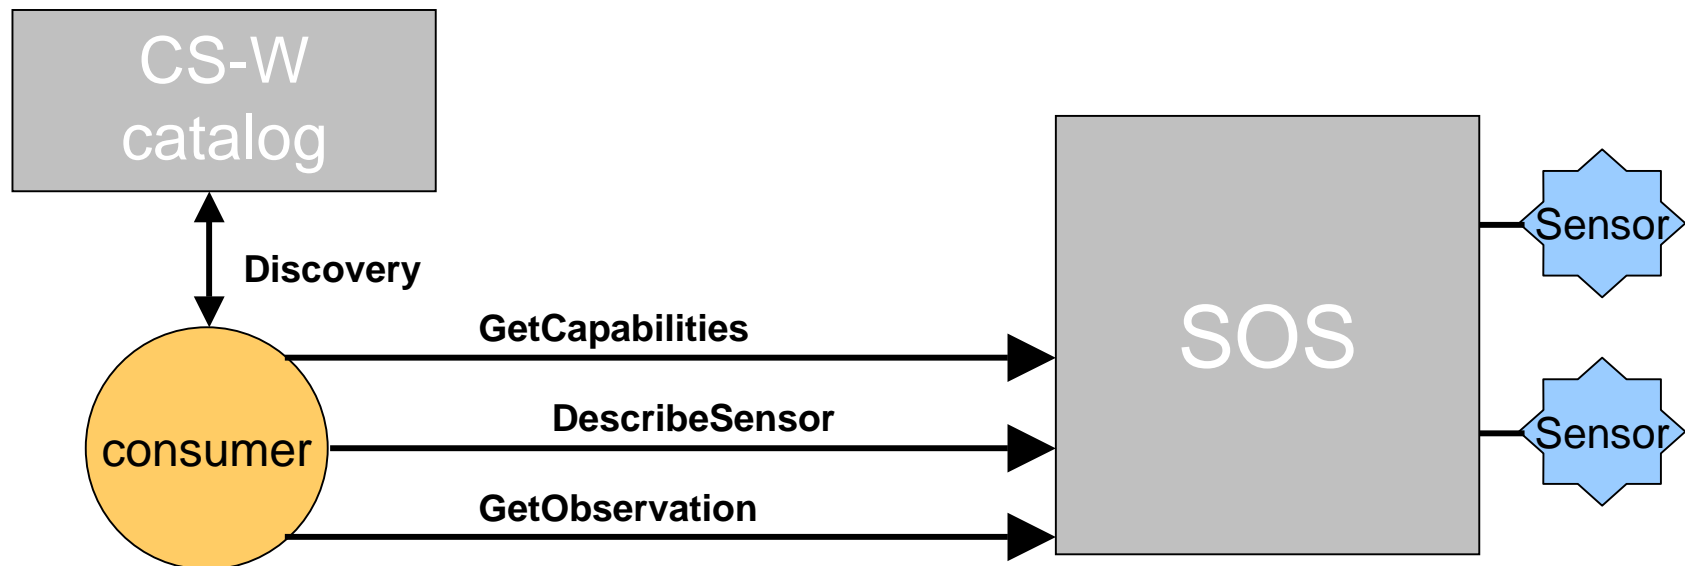 CS-W
catalog
Discovery
GetCapabilities
DescribeSensor
GetObservation
consumer
SOS
Sensor
Sensor